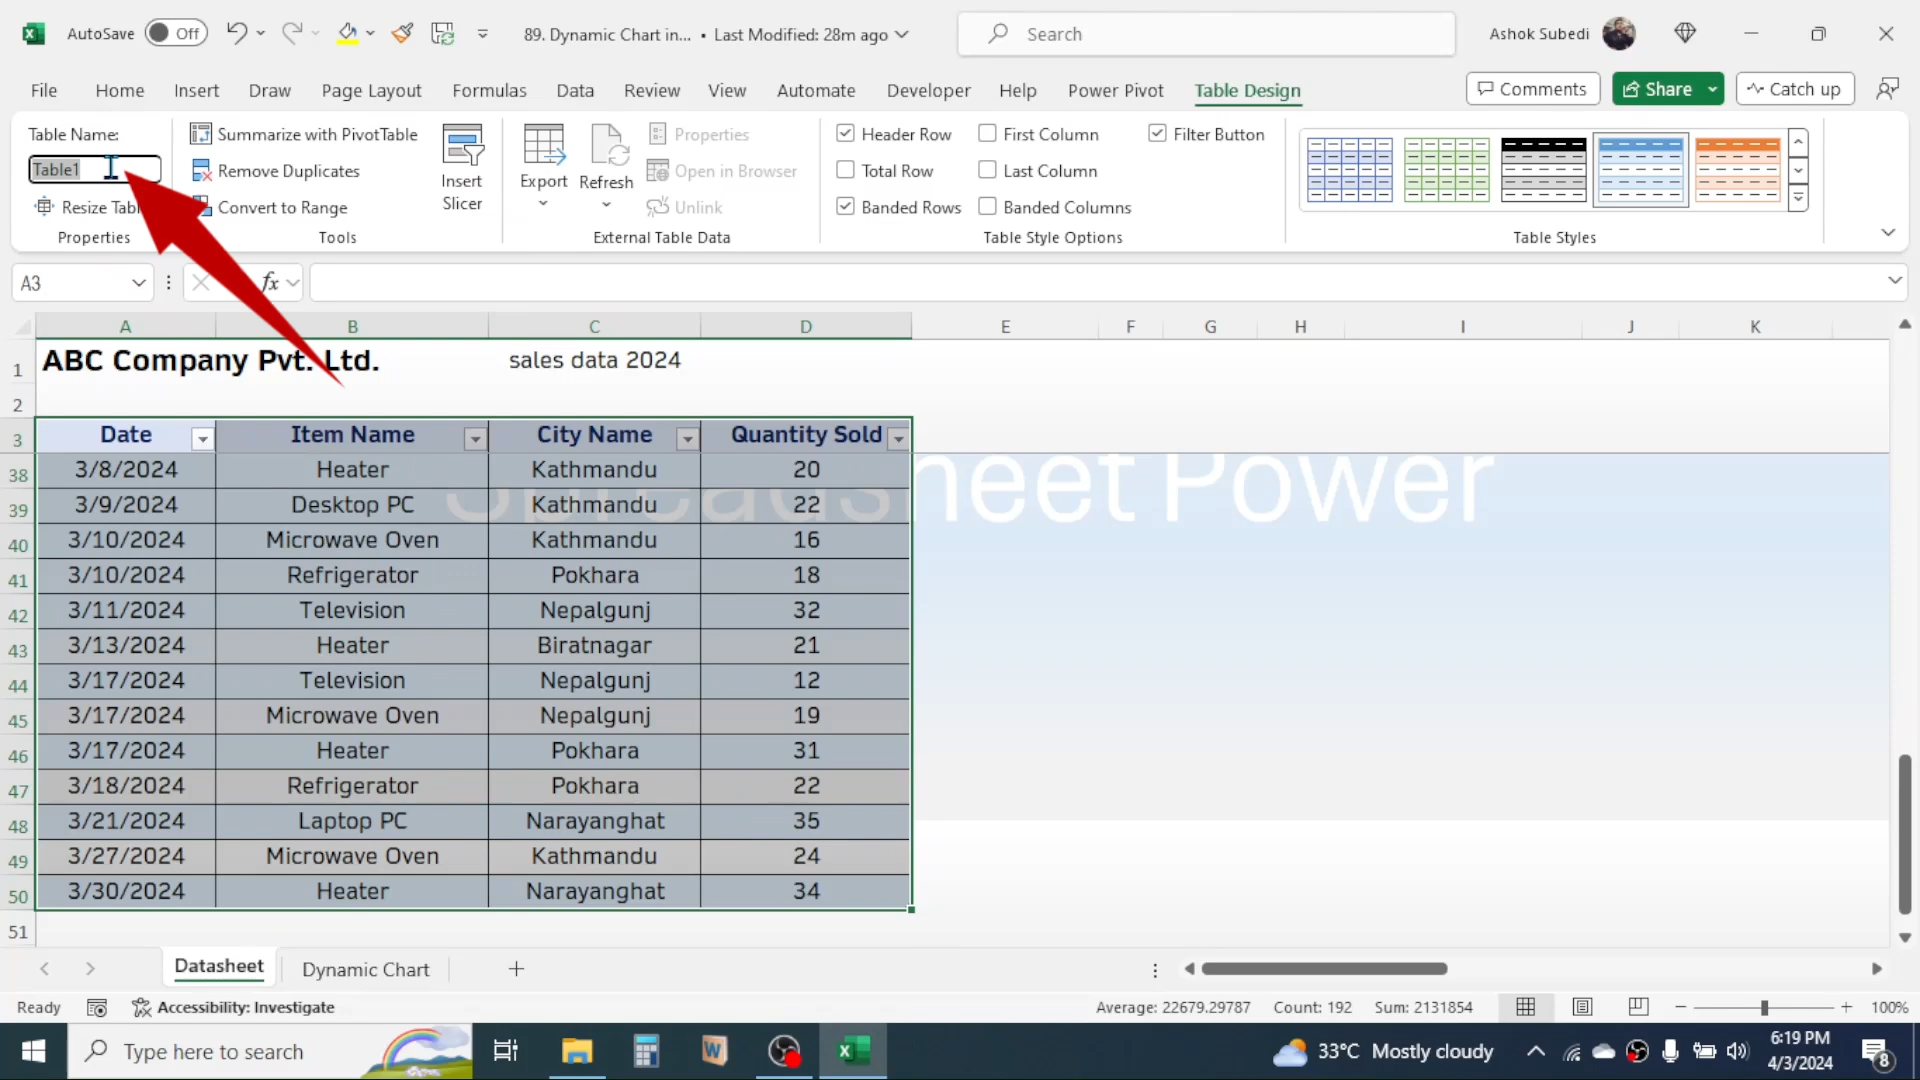 AutoSave Off 89. Dynamic Chart in... • Last Modified: 28m ago Search Ashok Subedi
File Home Insert Draw Page Layout Formulas Data Review View Automate Developer Help Power Pivot Table Design Comments Share Catch up
Table Name:
Table1
Resize Tabl
Properties
Summarize with PivotTable
Remove Duplicates
Convert to Range
Tools
Insert
Slicer
Export
Refresh
Properties
Open in Browser
Unlink
External Table Data
Header Row First Column Filter Button
Total Row Last Column
Banded Rows Banded Columns
Table Style Options
Table Styles
A3 fx
A B C D E F G H I J K
1 ABC Company Pvt. Ltd. sales data 2024
2
3 Date Item Name City Name Quantity Sold
Spreadsheet Power
38 3/8/2024 Heater Kathmandu 20
39 3/9/2024 Desktop PC Kathmandu 22
40 3/10/2024 Microwave Oven Kathmandu 16
41 3/10/2024 Refrigerator Pokhara 18
42 3/11/2024 Television Nepalgunj 32
43 3/13/2024 Heater Biratnagar 21
44 3/17/2024 Television Nepalgunj 12
45 3/17/2024 Microwave Oven Nepalgunj 19
46 3/17/2024 Heater Pokhara 31
47 3/18/2024 Refrigerator Pokhara 22
48 3/21/2024 Laptop PC Narayanghat 35
49 3/27/2024 Microwave Oven Kathmandu 24
50 3/30/2024 Heater Narayanghat 34
51
Datasheet Dynamic Chart
Ready Accessibility: Investigate Average: 22679.29787 Count: 192 Sum: 2131854 100%
Type here to search 33°C Mostly cloudy 6:19 PM
4/3/2024 8